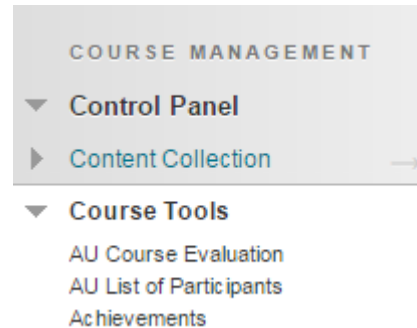 COURSE MANAGEMENT
Control Panel
Content Collection
Course Tools
AU Course Evaluation
AU List of Participants
Achievements